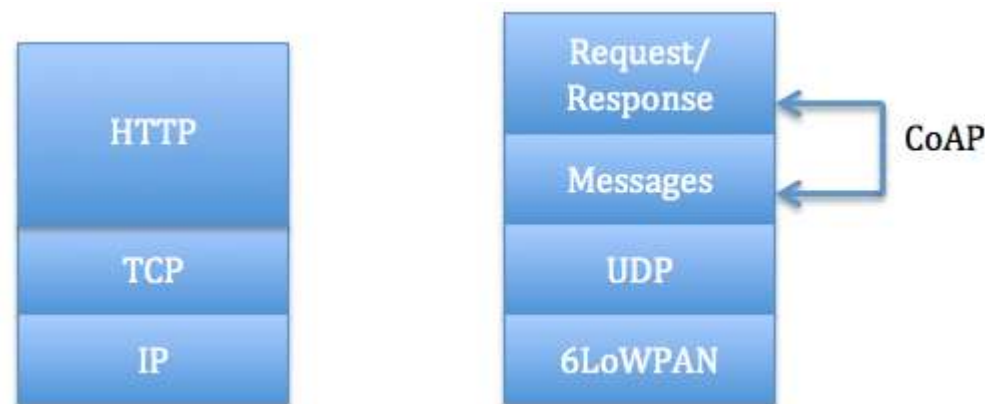 HTTP
TCP
IP
Request/
Response
Messages
UDP
6LoWPAN
CoAP